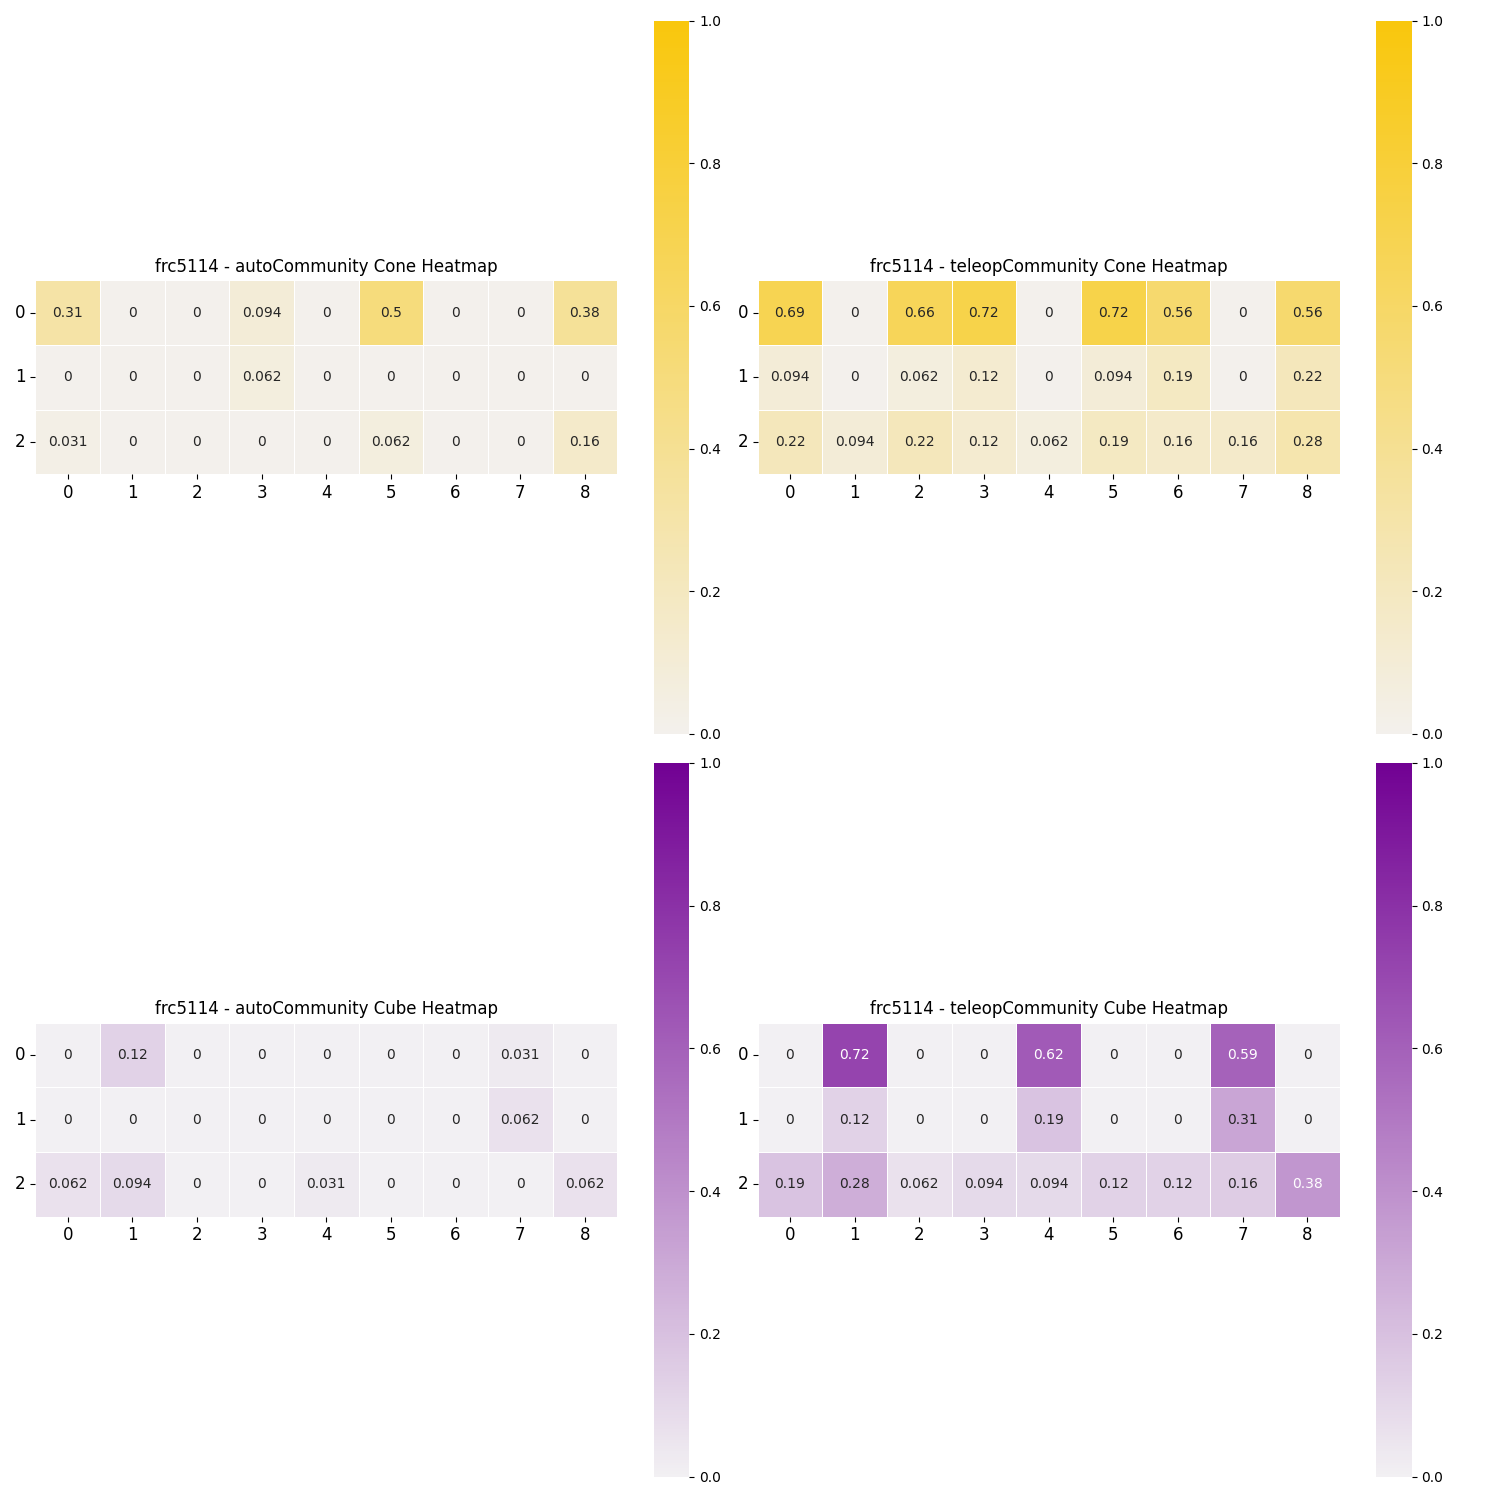 frc5114 - autoCommunity Cone Heatmap
0 0.31 0 0 0.094 0 0.5 0 0 0.38
1 0 0 0 0.062 0 0 0 0 0
2 0.031 0 0 0 0 0.062 0 0 0.16
0 1 2 3 4 5 6 7 8
1.0
0.8
0.6
0.4
0.2
0.0
frc5114 - teleopCommunity Cone Heatmap
0 0.69 0 0.66 0.72 0 0.72 0.56 0 0.56
1 0.094 0 0.062 0.12 0 0.094 0.19 0 0.22
2 0.22 0.094 0.22 0.12 0.062 0.19 0.16 0.16 0.28
0 1 2 3 4 5 6 7 8
1.0
0.8
0.6
0.4
0.2
0.0
frc5114 - autoCommunity Cube Heatmap
0 0 0.12 0 0 0 0 0 0.031 0
1 0 0 0 0 0 0 0 0.062 0
2 0.062 0.094 0 0 0.031 0 0 0 0.062
0 1 2 3 4 5 6 7 8
1.0
0.8
0.6
0.4
0.2
0.0
frc5114 - teleopCommunity Cube Heatmap
0 0 0.72 0 0 0.62 0 0 0.59 0
1 0 0.12 0 0 0.19 0 0 0.31 0
2 0.19 0.28 0.062 0.094 0.094 0.12 0.12 0.16 0.38
0 1 2 3 4 5 6 7 8
1.0
0.8
0.6
0.4
0.2
0.0